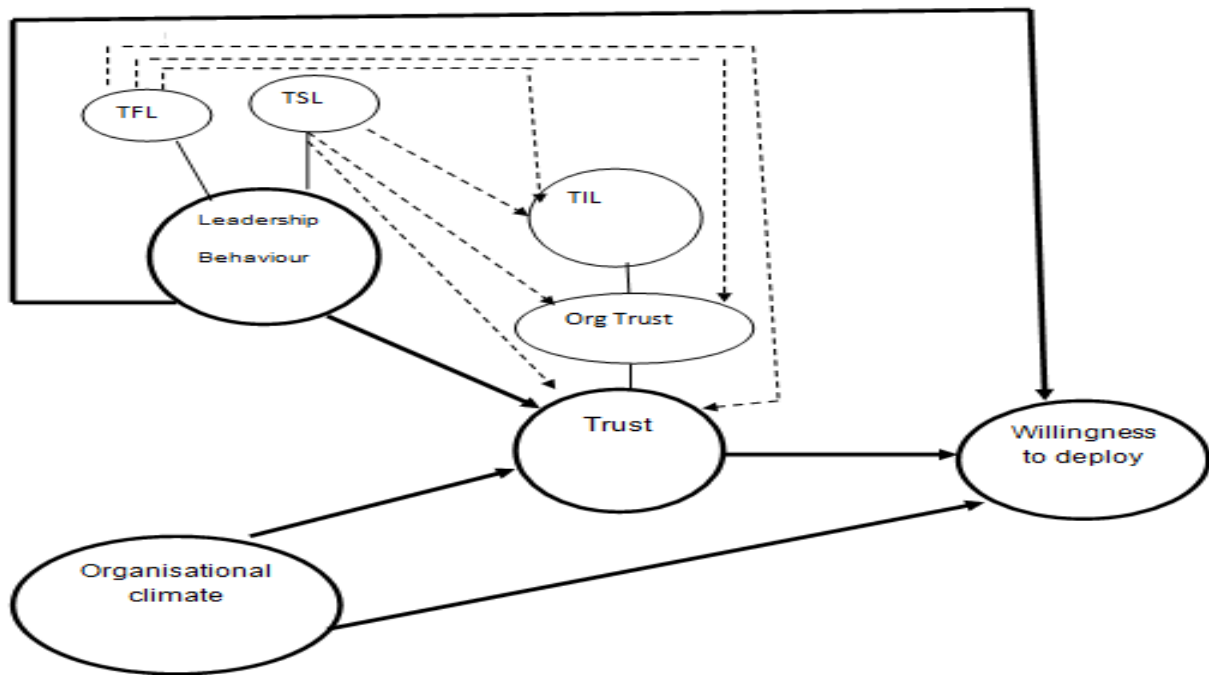 TFL
TSL
Leadership
Behaviour
TIL
Org Trust
Trust
Willingness
to deploy
Organisational
climate